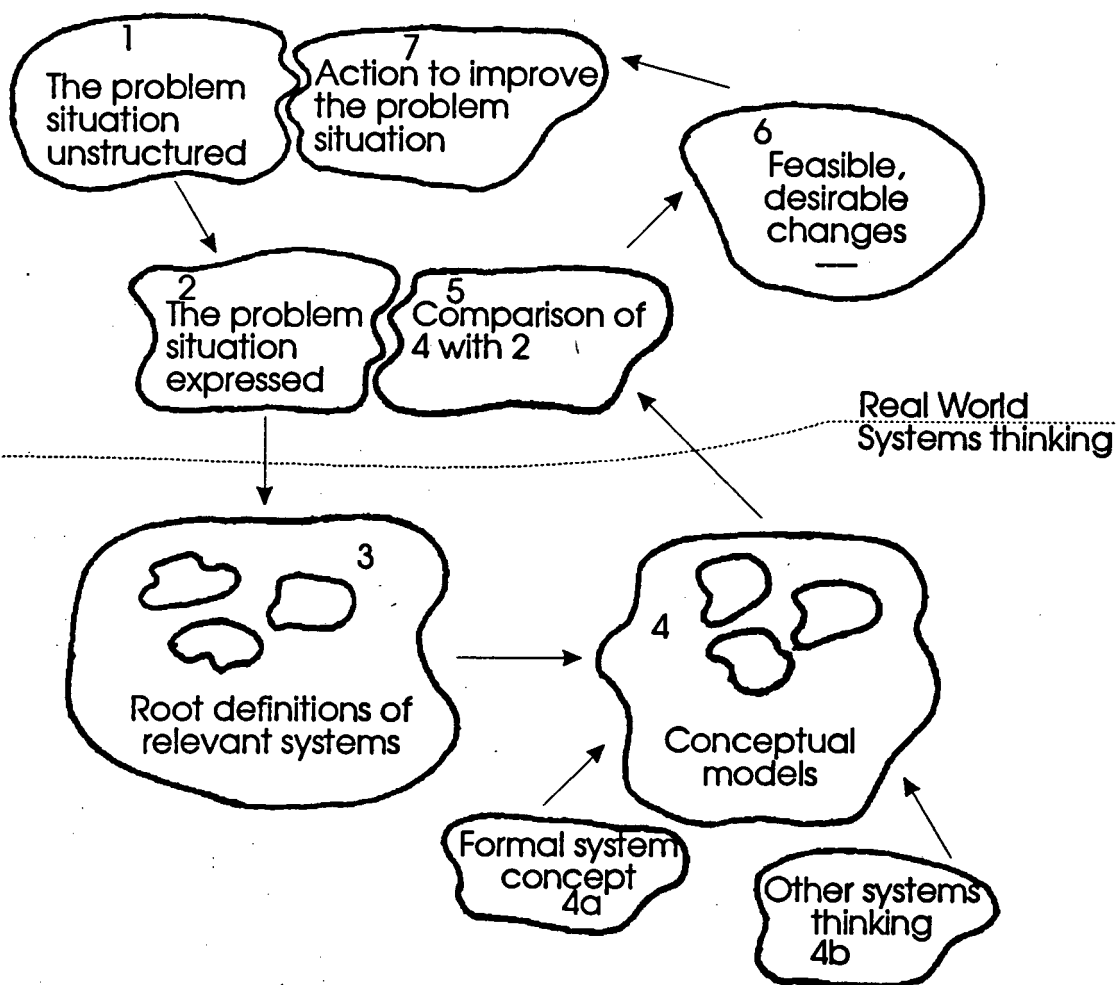 1
The problem
situation
unstructured
7
Action to improve
the problem
situation
6
Feasible,
desirable
changes
2
The problem
situation
expressed
5
Comparison of
4 with 2
Real World
Systems thinking
3
Root definitions of
relevant systems
4
Conceptual
models
Formal system
concept
4a
Other systems
thinking
4b